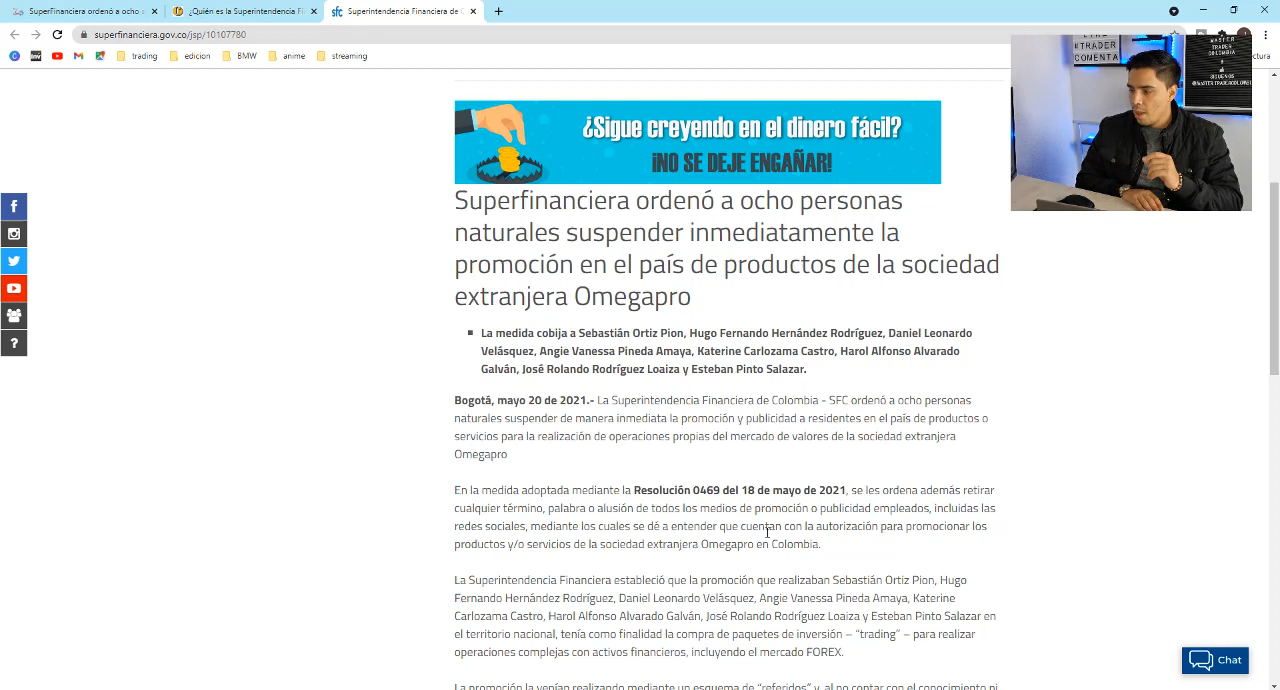 SuperFinanciera ordenó a ocho
¿Quién es la Superintendencia Fi
sfc Superintendencia Financiera de C
superfinanciera.gov.co/jsp/10107780
trading
edicion
BMW
anime
streaming
#TRADER
COMENTA
MASTER
TRADER
COLOMBIA
¿Sigue creyendo en el dinero fácil?
¡NO SE DEJE ENGAÑAR!
Superfinanciera ordenó a ocho personas
naturales suspender inmediatamente la
promoción en el país de productos de la sociedad
extranjera Omegapro
La medida cobija a Sebastián Ortiz Pion, Hugo Fernando Hernández Rodríguez, Daniel Leonardo
Velásquez, Angie Vanessa Pineda Amaya, Katerine Carlozama Castro, Harol Alfonso Alvarado
Galván, José Rolando Rodríguez Loaiza y Esteban Pinto Salazar.
Bogotá, mayo 20 de 2021.- La Superintendencia Financiera de Colombia - SFC ordenó a ocho personas
naturales suspender de manera inmediata la promoción y publicidad a residentes en el país de productos o
servicios para la realización de operaciones propias del mercado de valores de la sociedad extranjera
Omegapro
En la medida adoptada mediante la Resolución 0469 del 18 de mayo de 2021, se les ordena además retirar
cualquier término, palabra o alusión de todos los medios de promoción o publicidad empleados, incluidas las
redes sociales, mediante los cuales se dé a entender que cuentan con la autorización para promocionar los
productos y/o servicios de la sociedad extranjera Omegapro en Colombia.
La Superintendencia Financiera estableció que la promoción que realizaban Sebastián Ortiz Pion, Hugo
Fernando Hernández Rodríguez, Daniel Leonardo Velásquez, Angie Vanessa Pineda Amaya, Katerine
Carlozama Castro, Harol Alfonso Alvarado Galván, José Rolando Rodríguez Loaiza y Esteban Pinto Salazar en
el territorio nacional, tenía como finalidad la compra de paquetes de inversión – “trading” – para realizar
operaciones complejas con activos financieros, incluyendo el mercado FOREX.
La promoción la venían realizando mediante un esquema de “referidos” y, al no contar con el conocimiento ni
Chat